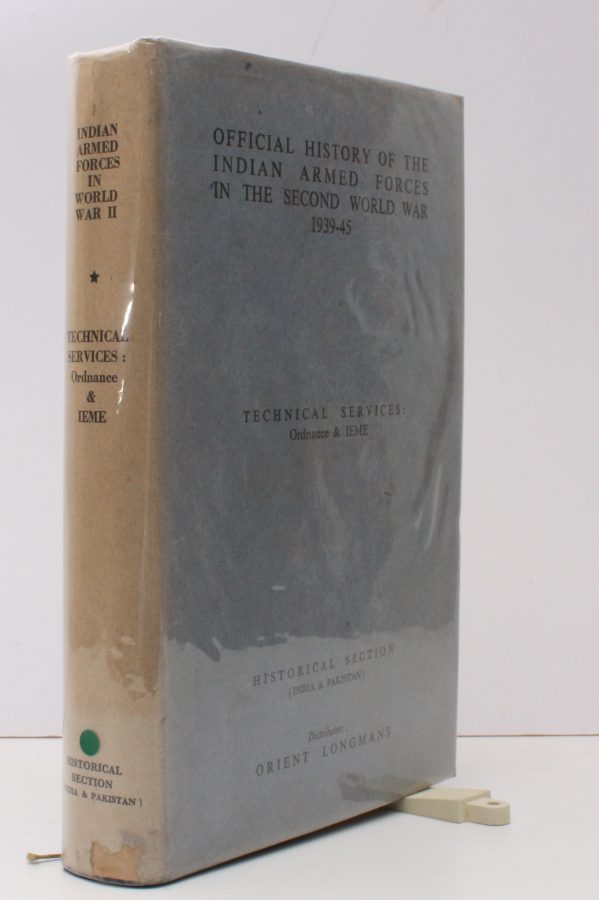 INDIAN
ARMED
FORCES
IN
WORLD
WAR II
TECHNICAL
SERVICES:
Ordnance
&
IEME
HISTORICAL
SECTION
(INDIA & PAKISTAN)
OFFICIAL HISTORY OF THE
INDIAN ARMED FORCES
IN THE SECOND WORLD WAR
1939-45
TECHNICAL SERVICES:
Ordnance & IEME
HISTORICAL SECTION
(INDIA & PAKISTAN)
Distributors:
ORIENT LONGMANS